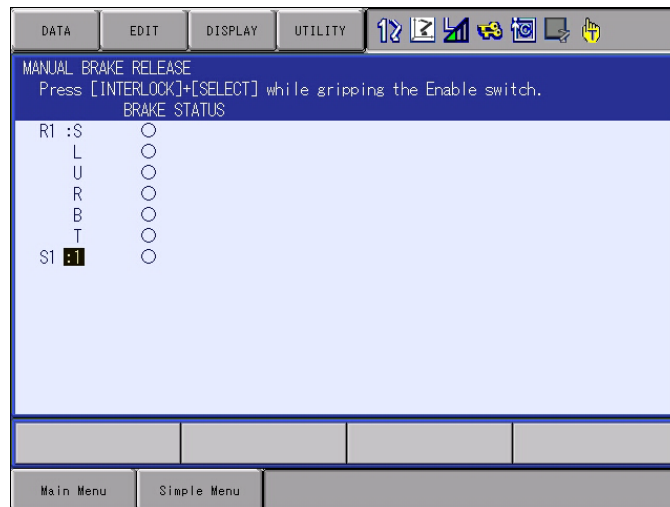 DATA EDIT DISPLAY UTILITY
MANUAL BRAKE RELEASE
Press [INTERLOCK]+[SELECT] while gripping the Enable switch.
BRAKE STATUS
R1 :S ○
L ○
U ○
R ○
B ○
T ○
S1 :1 ○
Main Menu Simple Menu